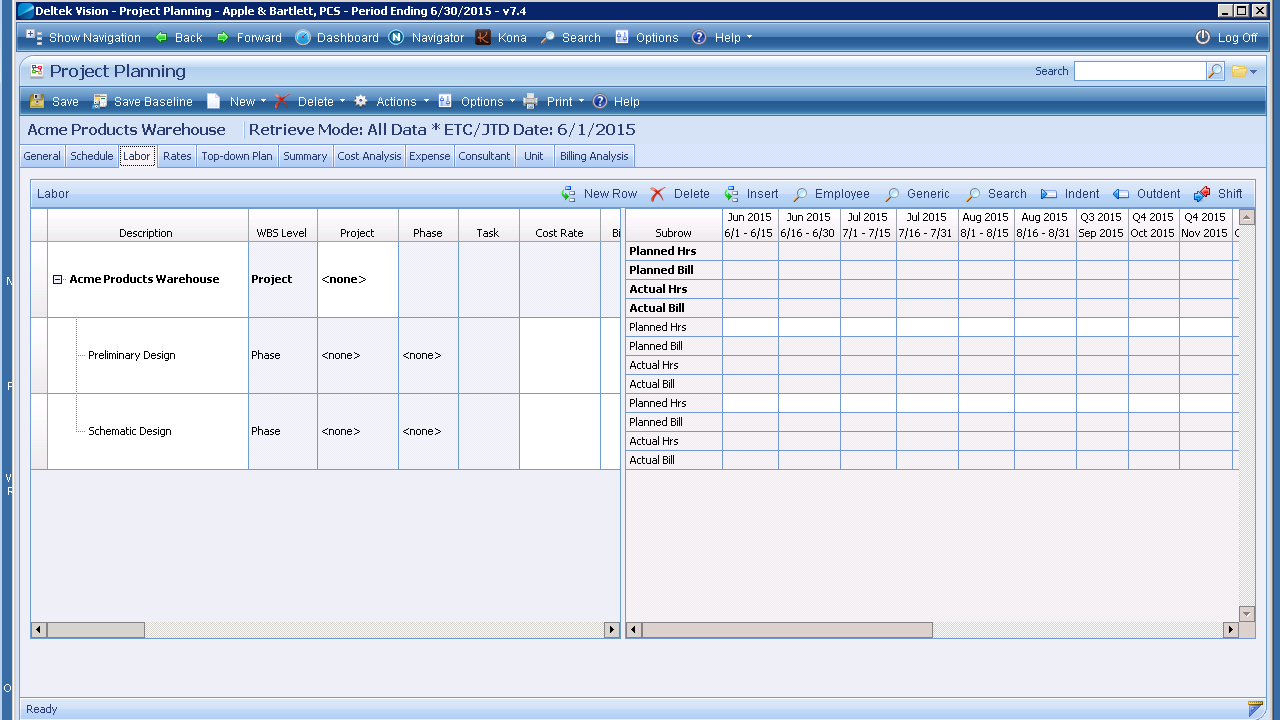 Deltek Vision - Project Planning - Apple & Bartlett, PCS - Period Ending 6/30/2015 - v7.4
Show Navigation Back Forward Dashboard Navigator Kona Search Options Help Log Off
Project Planning Search
Save Save Baseline New Delete Actions Options Print Help
Acme Products Warehouse Retrieve Mode: All Data * ETC/JTD Date: 6/1/2015
General Schedule Labor Rates Top-down Plan Summary Cost Analysis Expense Consultant Unit Billing Analysis
Labor New Row Delete Insert Employee Generic Search Indent Outdent Shift
Jun 2015 Jun 2015 Jul 2015 Jul 2015 Aug 2015 Aug 2015 Q3 2015 Q4 2015 Q4 2015
Description WBS Level Project Phase Task Cost Rate Bi Subrow 6/1 - 6/15 6/16 - 6/30 7/1 - 7/15 7/16 - 7/31 8/1 - 8/15 8/16 - 8/31 Sep 2015 Oct 2015 Nov 2015
Planned Hrs
Planned Bill
Acme Products Warehouse Project <none>
Actual Hrs
Actual Bill
Planned Hrs
Planned Bill
Preliminary Design Phase <none> <none>
Actual Hrs
Actual Bill
Planned Hrs
Planned Bill
Schematic Design Phase <none> <none>
Actual Hrs
Actual Bill
Ready